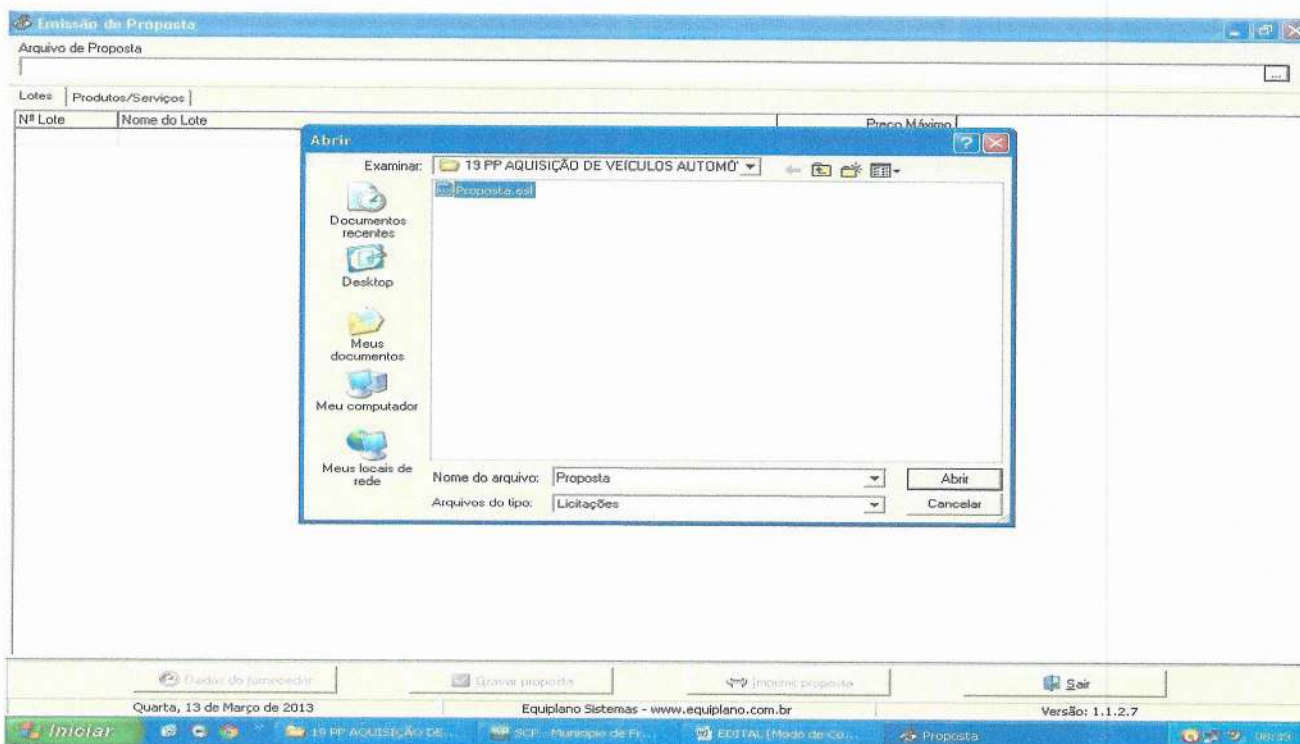 Emissão de Proposta
Arquivo de Proposta
...
Lotes Produtos/Serviços
Nº Lote Nome do Lote Preço Máximo
Abrir
Examinar: 19 PP AQUISIÇÃO DE VEÍCULOS AUTOMÓ
Proposta.esl
Documentos
recentes
Desktop
Meus
documentos
Meu computador
Meus locais de
rede
Nome do arquivo: Proposta Abrir
Arquivos do tipo: Licitações Cancelar
Dados do fornecedor Gravar proposta Imprimir proposta Sair
Quarta, 13 de Março de 2013 Equiplano Sistemas - www.equiplano.com.br Versão: 1.1.2.7
Iniciar 19 PP AQUISIÇÃO DE... SCP - Município de Fr... EDITAL [Modo de Co... Proposta 08:39